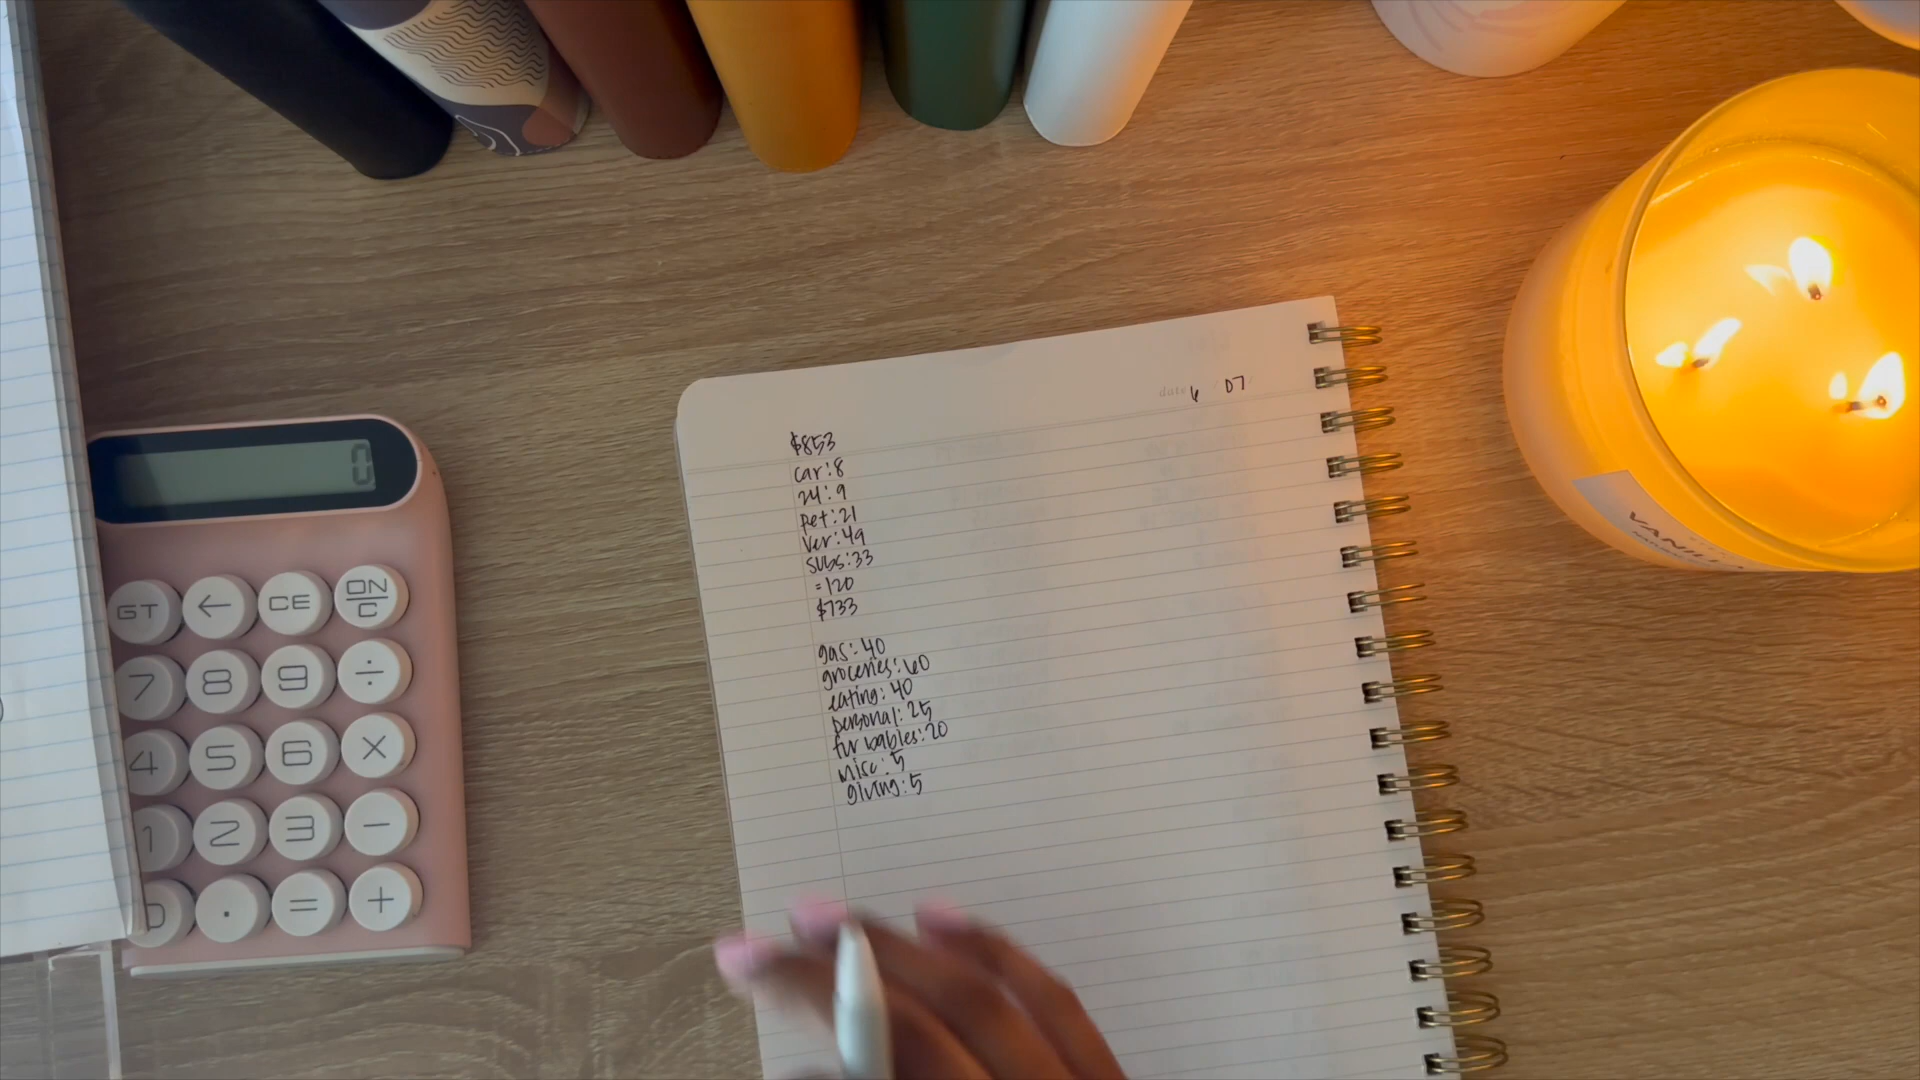 date 6 / 07 /
$853
car: 8
24: 9
pet: 21
ver: 49
subs: 33
= 120
$733
gas: 40
groceries: 60
eating: 40
personal: 25
fur babies: 20
misc: 5
giving: 5
0
GT ← CE ON/C
7 8 9 ÷
4 5 6 ×
1 2 3 −
0 . = +